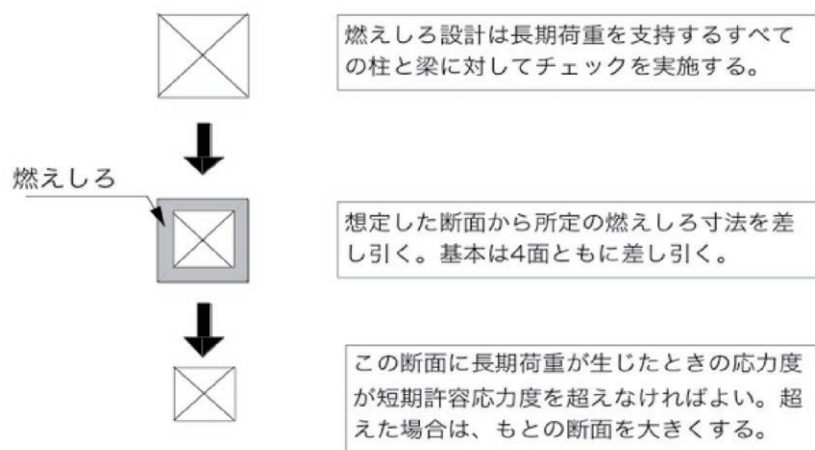 燃えしろ設計は長期荷重を支持するすべて
の柱と梁に対してチェックを実施する。
燃えしろ
想定した断面から所定の燃えしろ寸法を差
し引く。基本は4面ともに差し引く。
この断面に長期荷重が生じたときの応力度
が短期許容応力度を超えなければよい。超
えた場合は、もとの断面を大きくする。